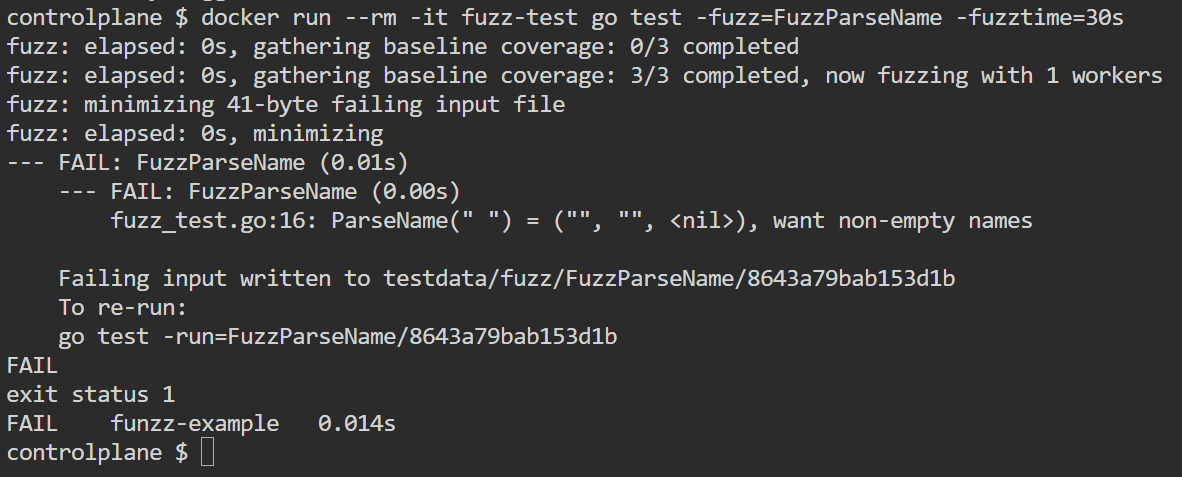 controlplane $ docker run --rm -it fuzz-test go test -fuzz=FuzzParseName -fuzztime=30s
fuzz: elapsed: 0s, gathering baseline coverage: 0/3 completed
fuzz: elapsed: 0s, gathering baseline coverage: 3/3 completed, now fuzzing with 1 workers
fuzz: minimizing 41-byte failing input file
fuzz: elapsed: 0s, minimizing
--- FAIL: FuzzParseName (0.01s)
    --- FAIL: FuzzParseName (0.00s)
        fuzz_test.go:16: ParseName(" ") = ("", "", <nil>), want non-empty names
    Failing input written to testdata/fuzz/FuzzParseName/8643a79bab153d1b
    To re-run:
    go test -run=FuzzParseName/8643a79bab153d1b
FAIL
exit status 1
FAIL    funzz-example   0.014s
controlplane $